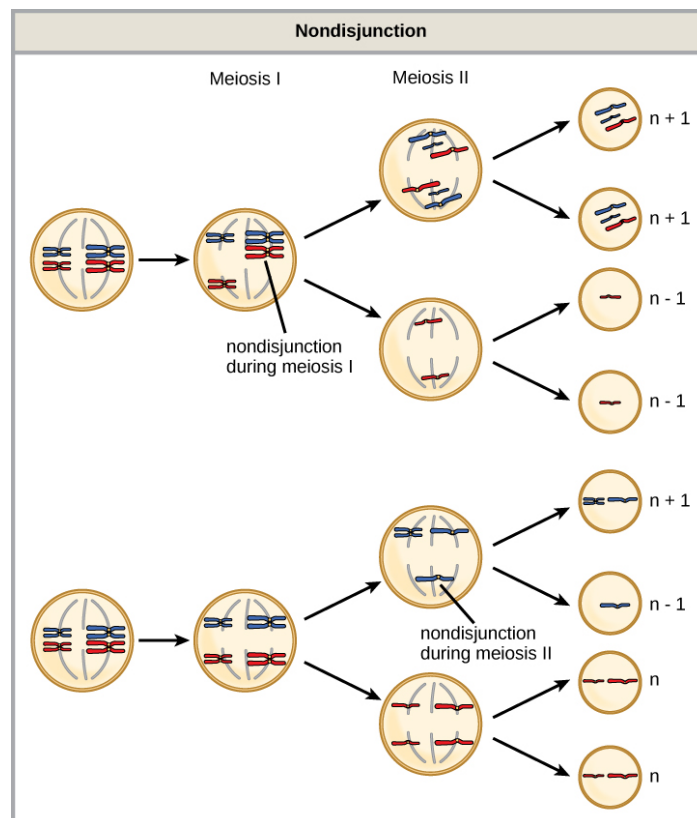 Nondisjunction
Meiosis I
Meiosis II
n + 1
n + 1
nondisjunction
during meiosis I
n - 1
n - 1
n + 1
n - 1
nondisjunction
during meiosis II
n
n